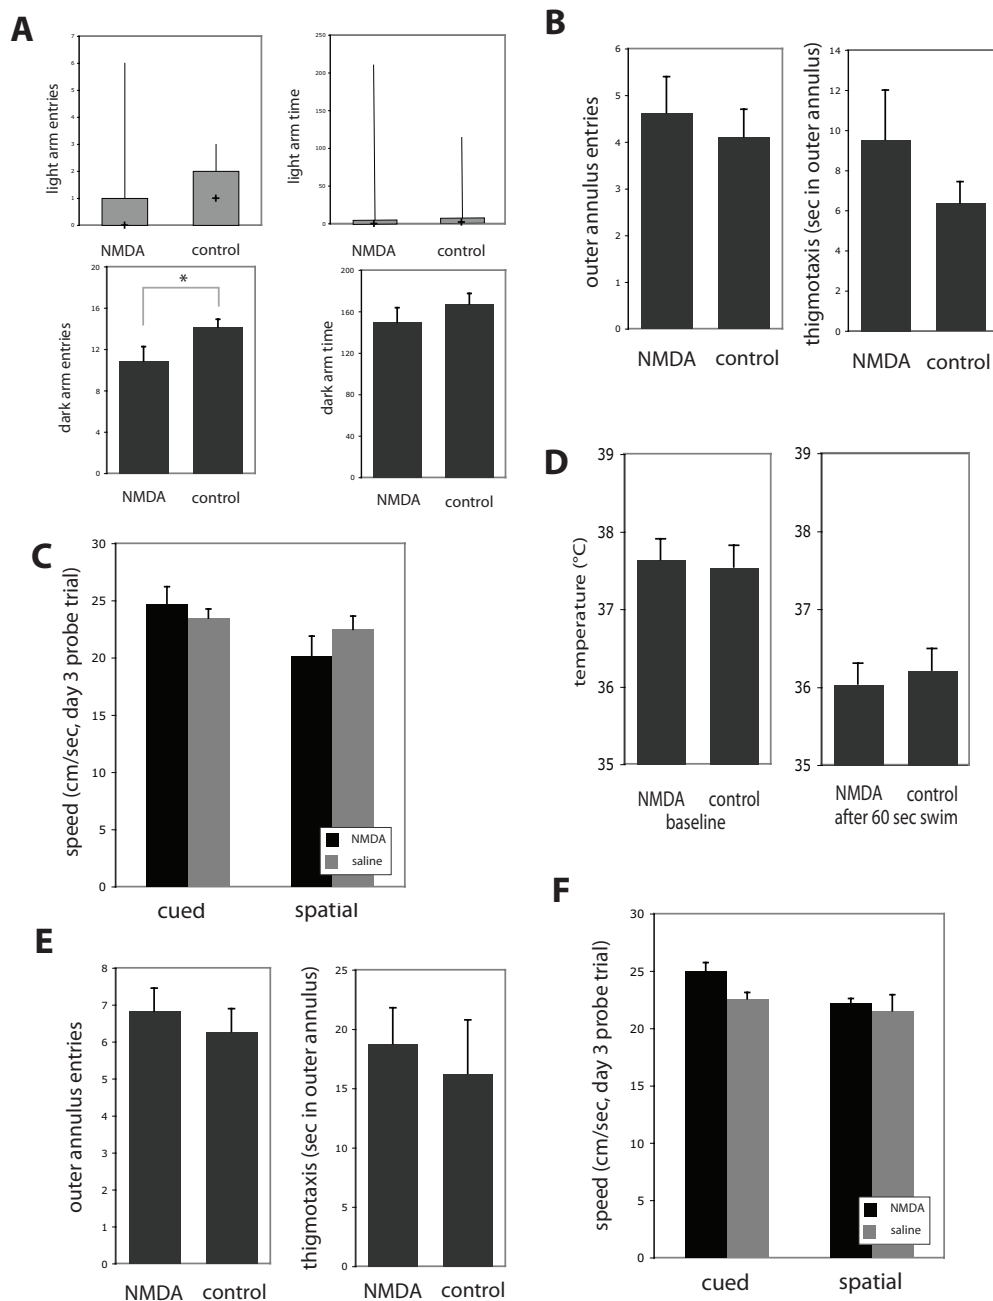 A
light arm entries
7
6
5
4
3
2
1
0
NMDA
control
light arm time
250
200
150
100
50
0
NMDA
control
dark arm entries
20
16
12
8
4
0
*
NMDA
control
dark arm time
200
160
120
80
40
0
NMDA
control
B
outer annulus entries
6
5
4
3
2
1
0
NMDA
control
thigmotaxis (sec in outer annulus)
14
12
10
8
6
4
2
0
NMDA
control
C
speed (cm/sec, day 3 probe trial)
30
25
20
15
10
5
0
NMDA
saline
cued
spatial
D
temperature (°C)
39
38
37
36
35
NMDA
control
baseline
39
38
37
36
35
NMDA
control
after 60 sec swim
E
outer annulus entries
8
7
6
5
4
3
2
1
0
NMDA
control
thigmotaxis (sec in outer annulus)
25
20
15
10
5
0
NMDA
control
F
speed (cm/sec, day 3 probe trial)
30
25
20
15
10
5
0
NMDA
saline
cued
spatial